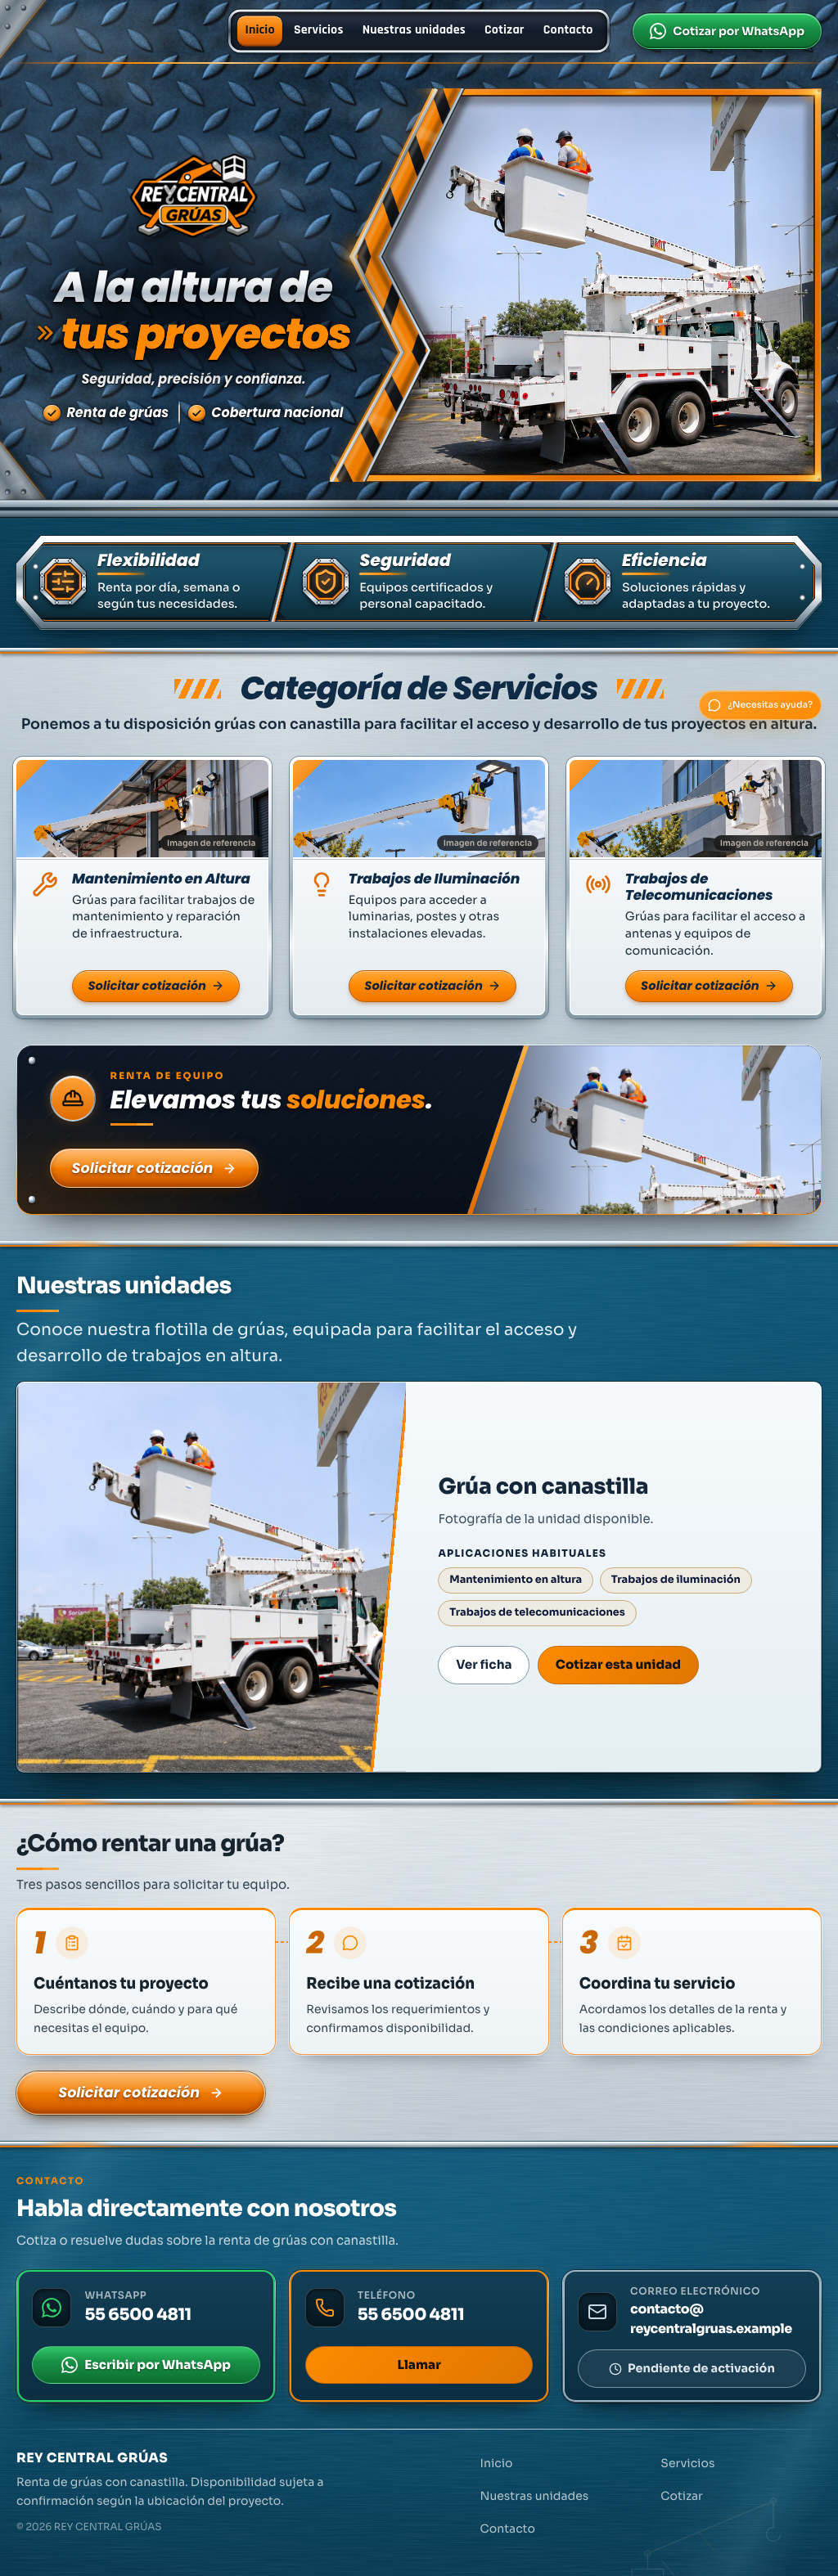 Inicio
Servicios
Nuestras unidades
Cotizar
Contacto
Cotizar por WhatsApp
REY CENTRAL
GRÚAS
A la altura de
tus proyectos
Seguridad, precisión y confianza.
Renta de grúas
Cobertura nacional
Flexibilidad
Renta por día, semana o
según tus necesidades.
Seguridad
Equipos certificados y
personal capacitado.
Eficiencia
Soluciones rápidas y
adaptadas a tu proyecto.
Categoría de Servicios
¿Necesitas ayuda?
Ponemos a tu disposición grúas con canastilla para facilitar el acceso y desarrollo de tus proyectos en altura.
Imagen de referencia
Mantenimiento en Altura
Grúas para facilitar trabajos de
mantenimiento y reparación
de infraestructura.
Solicitar cotización
Imagen de referencia
Trabajos de Iluminación
Equipos para acceder a
luminarias, postes y otras
instalaciones elevadas.
Solicitar cotización
Imagen de referencia
Trabajos de
Telecomunicaciones
Grúas para facilitar el acceso a
antenas y equipos de
comunicación.
Solicitar cotización
RENTA DE EQUIPO
Elevamos tus soluciones.
Solicitar cotización
Nuestras unidades
Conoce nuestra flotilla de grúas, equipada para facilitar el acceso y
desarrollo de trabajos en altura.
Grúa con canastilla
Fotografía de la unidad disponible.
APLICACIONES HABITUALES
Mantenimiento en altura
Trabajos de iluminación
Trabajos de telecomunicaciones
Ver ficha
Cotizar esta unidad
¿Cómo rentar una grúa?
Tres pasos sencillos para solicitar tu equipo.
1
Cuéntanos tu proyecto
Describe dónde, cuándo y para qué
necesitas el equipo.
2
Recibe una cotización
Revisamos los requerimientos y
confirmamos disponibilidad.
3
Coordina tu servicio
Acordamos los detalles de la renta y
las condiciones aplicables.
Solicitar cotización
CONTACTO
Habla directamente con nosotros
Cotiza o resuelve dudas sobre la renta de grúas con canastilla.
WHATSAPP
55 6500 4811
Escribir por WhatsApp
TELÉFONO
55 6500 4811
Llamar
CORREO ELECTRÓNICO
contacto@
reycentralgruas.example
Pendiente de activación
REY CENTRAL GRÚAS
Renta de grúas con canastilla. Disponibilidad sujeta a
confirmación según la ubicación del proyecto.
© 2026 REY CENTRAL GRÚAS
Inicio
Servicios
Nuestras unidades
Cotizar
Contacto